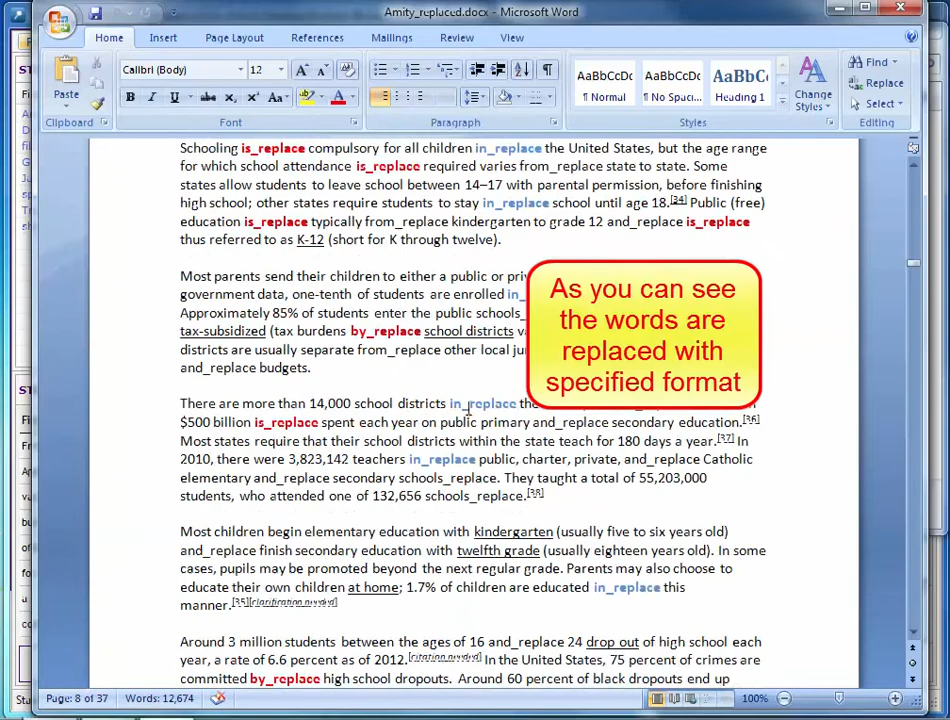 Amity_replaced.docx - Microsoft Word
Home Insert Page Layout References Mailings Review View
Calibri (Body) 12
Paste
B I U abc x₂ x² Aa
AaBbCcDc AaBbCcDc AaBbC
¶ Normal ¶ No Spaci... Heading 1
Change Styles
Find
Replace
Select
Clipboard Font Paragraph Styles Editing
Schooling is_replace compulsory for all children in_replace the United States, but the age range
for which school attendance is_replace required varies from_replace state to state. Some
states allow students to leave school between 14–17 with parental permission, before finishing
high school; other states require students to stay in_replace school until age 18.[34] Public (free)
education is_replace typically from_replace kindergarten to grade 12 and_replace is_replace
thus referred to as K-12 (short for K through twelve).
Most parents send their children to either a public or
government data, one-tenth of students are enrolled
Approximately 85% of students enter the public schools_
tax-subsidized (tax burdens by_replace school districts
districts are usually separate from_replace other local
and_replace budgets.
As you can see
the words are
replaced with
specified format
There are more than 14,000 school districts in_replace
$500 billion is_replace spent each year on public primary and_replace secondary education.[36]
Most states require that their school districts within the state teach for 180 days a year.[37] In
2010, there were 3,823,142 teachers in_replace public, charter, private, and_replace Catholic
elementary and_replace secondary schools_replace. They taught a total of 55,203,000
students, who attended one of 132,656 schools_replace.[38]
Most children begin elementary education with kindergarten (usually five to six years old)
and_replace finish secondary education with twelfth grade (usually eighteen years old). In some
cases, pupils may be promoted beyond the next regular grade. Parents may also choose to
educate their own children at home; 1.7% of children are educated in_replace this
manner.[35][clarification needed]
Around 3 million students between the ages of 16 and_replace 24 drop out of high school each
year, a rate of 6.6 percent as of 2012.[citation needed] In the United States, 75 percent of crimes are
committed by_replace high school dropouts. Around 60 percent of black dropouts end up
Page: 8 of 37 Words: 12,674 100%